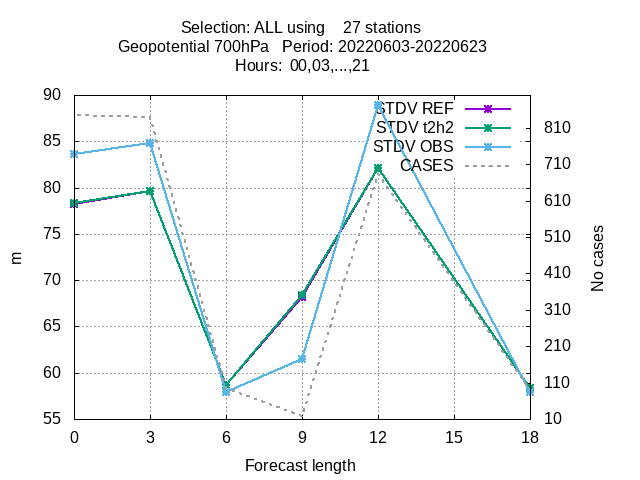 Selection: ALL using    27 stations
Geopotential 700hPa   Period: 20220603-20220623
Hours:  00,03,...,21
90
85
80
75
70
65
60
55
m
STDV REF
STDV t2h2
STDV OBS
CASES
810
710
610
510
410
310
210
110
10
No cases
0 3 6 9 12 15 18
Forecast length